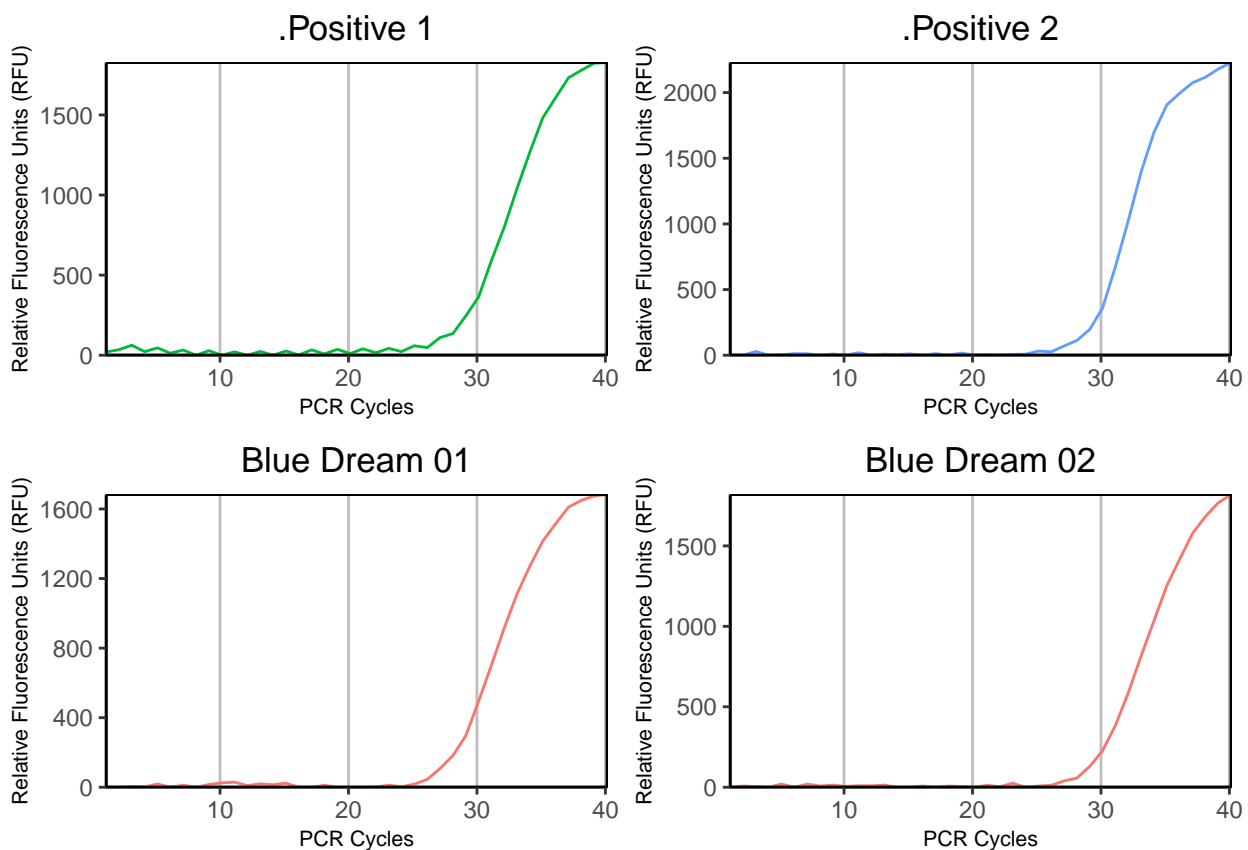 .Positive 1
Relative Fluorescence Units (RFU)
1500
1000
500
0
10 20 30 40
PCR Cycles
.Positive 2
Relative Fluorescence Units (RFU)
2000
1500
1000
500
0
10 20 30 40
PCR Cycles
Blue Dream 01
Relative Fluorescence Units (RFU)
1600
1200
800
400
0
10 20 30 40
PCR Cycles
Blue Dream 02
Relative Fluorescence Units (RFU)
1500
1000
500
0
10 20 30 40
PCR Cycles